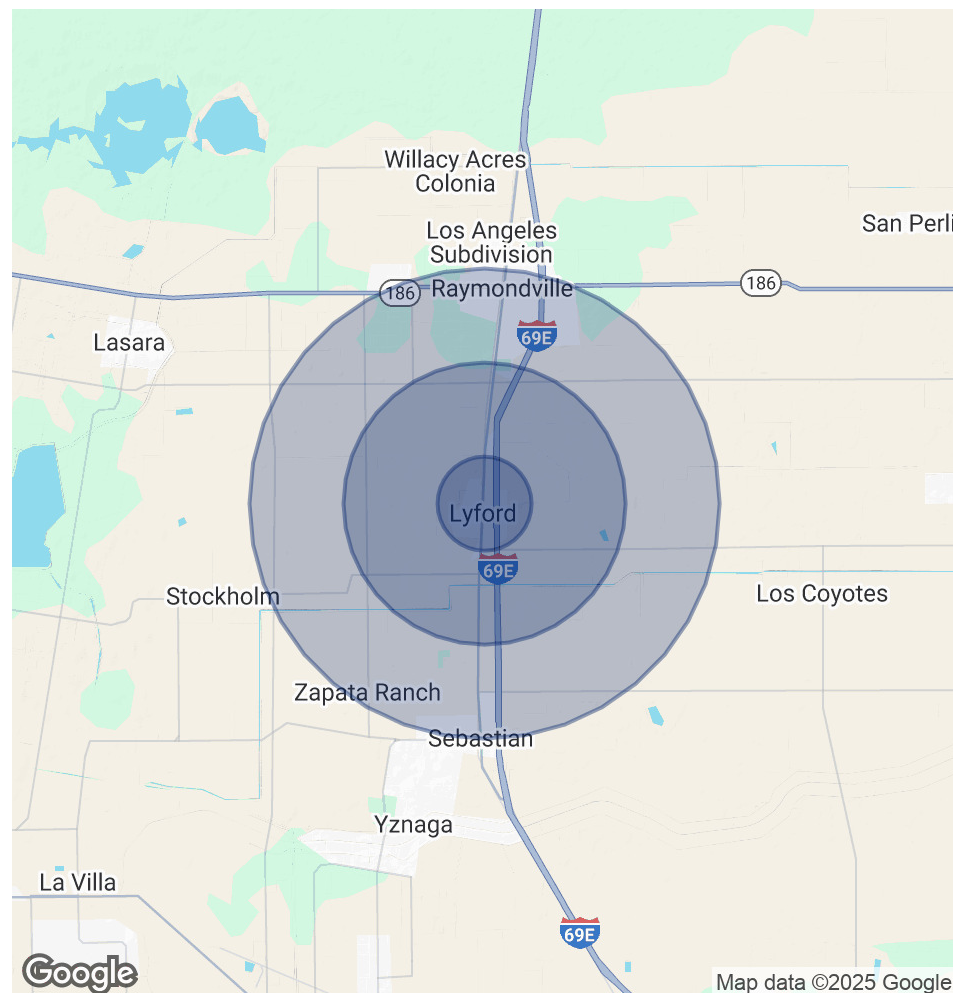 Willacy Acres
Colonia
San Perli
Los Angeles
Subdivision
186
Raymondville
186
69E
Lasara
Lyford
69E
Stockholm
Los Coyotes
Zapata Ranch
Sebastian
Yznaga
La Villa
69E
Google
Map data ©2025 Google